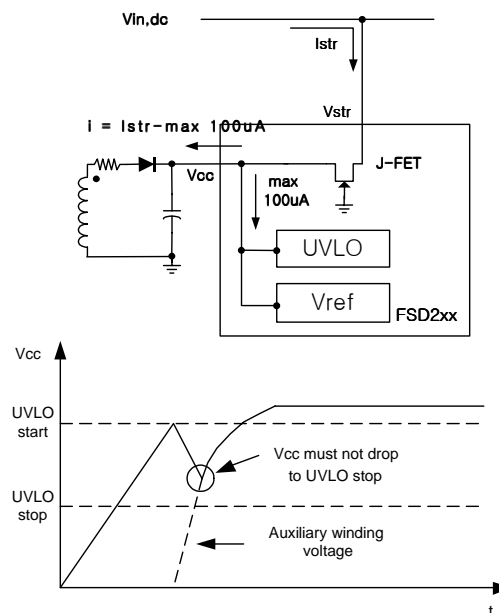 Vin,dc
Istr
Vstr
i = Istr-max 100uA
J-FET
Vcc
max
100uA
UVLO
Vref
FSD2xx
Vcc
UVLO
start
Vcc must not drop
to UVLO stop
UVLO
stop
Auxiliary winding
voltage
t